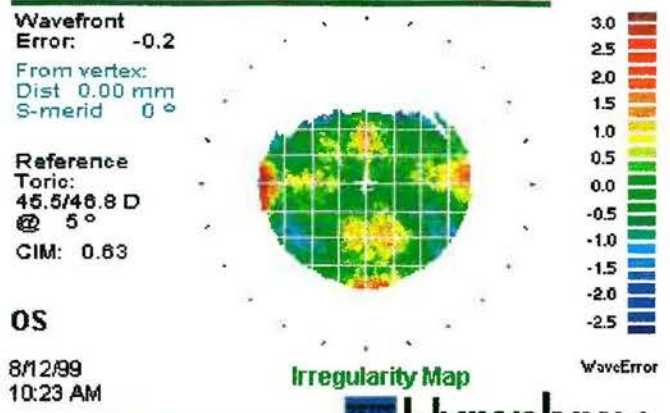 Wavefront
Error: -0.2
From vertex:
Dist 0.00 mm
S-merid 0 º
Reference
Toric:
45.5/46.8 D
@ 5 º
CIM: 0.63
OS
8/12/99
10:23 AM
Irregularity Map
3.0
2.5
2.0
1.5
1.0
0.5
0.0
-0.5
-1.0
-1.5
-2.0
-2.5
WaveError